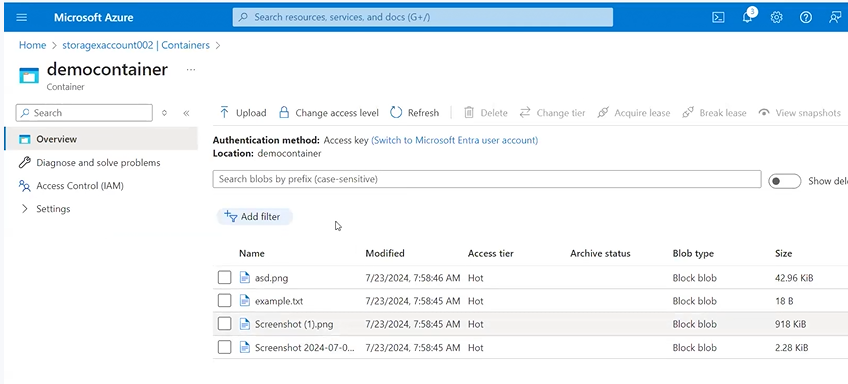 Microsoft Azure
Search resources, services, and docs (G+/)
3
Home > storagexaccount002 | Containers >
democontainer ...
Container
Search
Upload Change access level Refresh Delete Change tier Acquire lease Break lease View snapshots
Overview
Diagnose and solve problems
Access Control (IAM)
Settings
Authentication method: Access key (Switch to Microsoft Entra user account)
Location: democontainer
Search blobs by prefix (case-sensitive)
Show del
Add filter
Name Modified Access tier Archive status Blob type Size
asd.png 7/23/2024, 7:58:46 AM Hot Block blob 42.96 KiB
example.txt 7/23/2024, 7:58:45 AM Hot Block blob 18 B
Screenshot (1).png 7/23/2024, 7:58:45 AM Hot Block blob 918 KiB
Screenshot 2024-07-0... 7/23/2024, 7:58:45 AM Hot Block blob 2.28 KiB